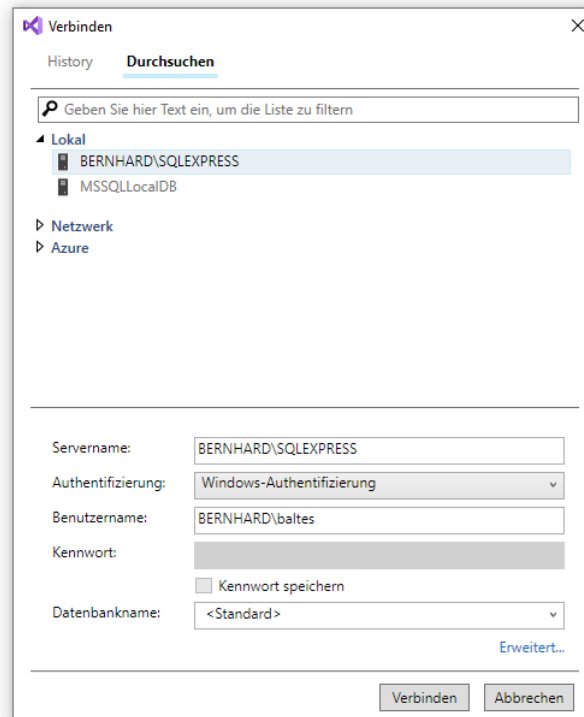 Verbinden
History Durchsuchen
Geben Sie hier Text ein, um die Liste zu filtern
Lokal
BERNHARD\SQLEXPRESS
MSSQLLocalDB
Netzwerk
Azure
Servername: BERNHARD\SQLEXPRESS
Authentifizierung: Windows-Authentifizierung
Benutzername: BERNHARD\baltes
Kennwort:
Kennwort speichern
Datenbankname: <Standard>
Erweitert...
Verbinden Abbrechen